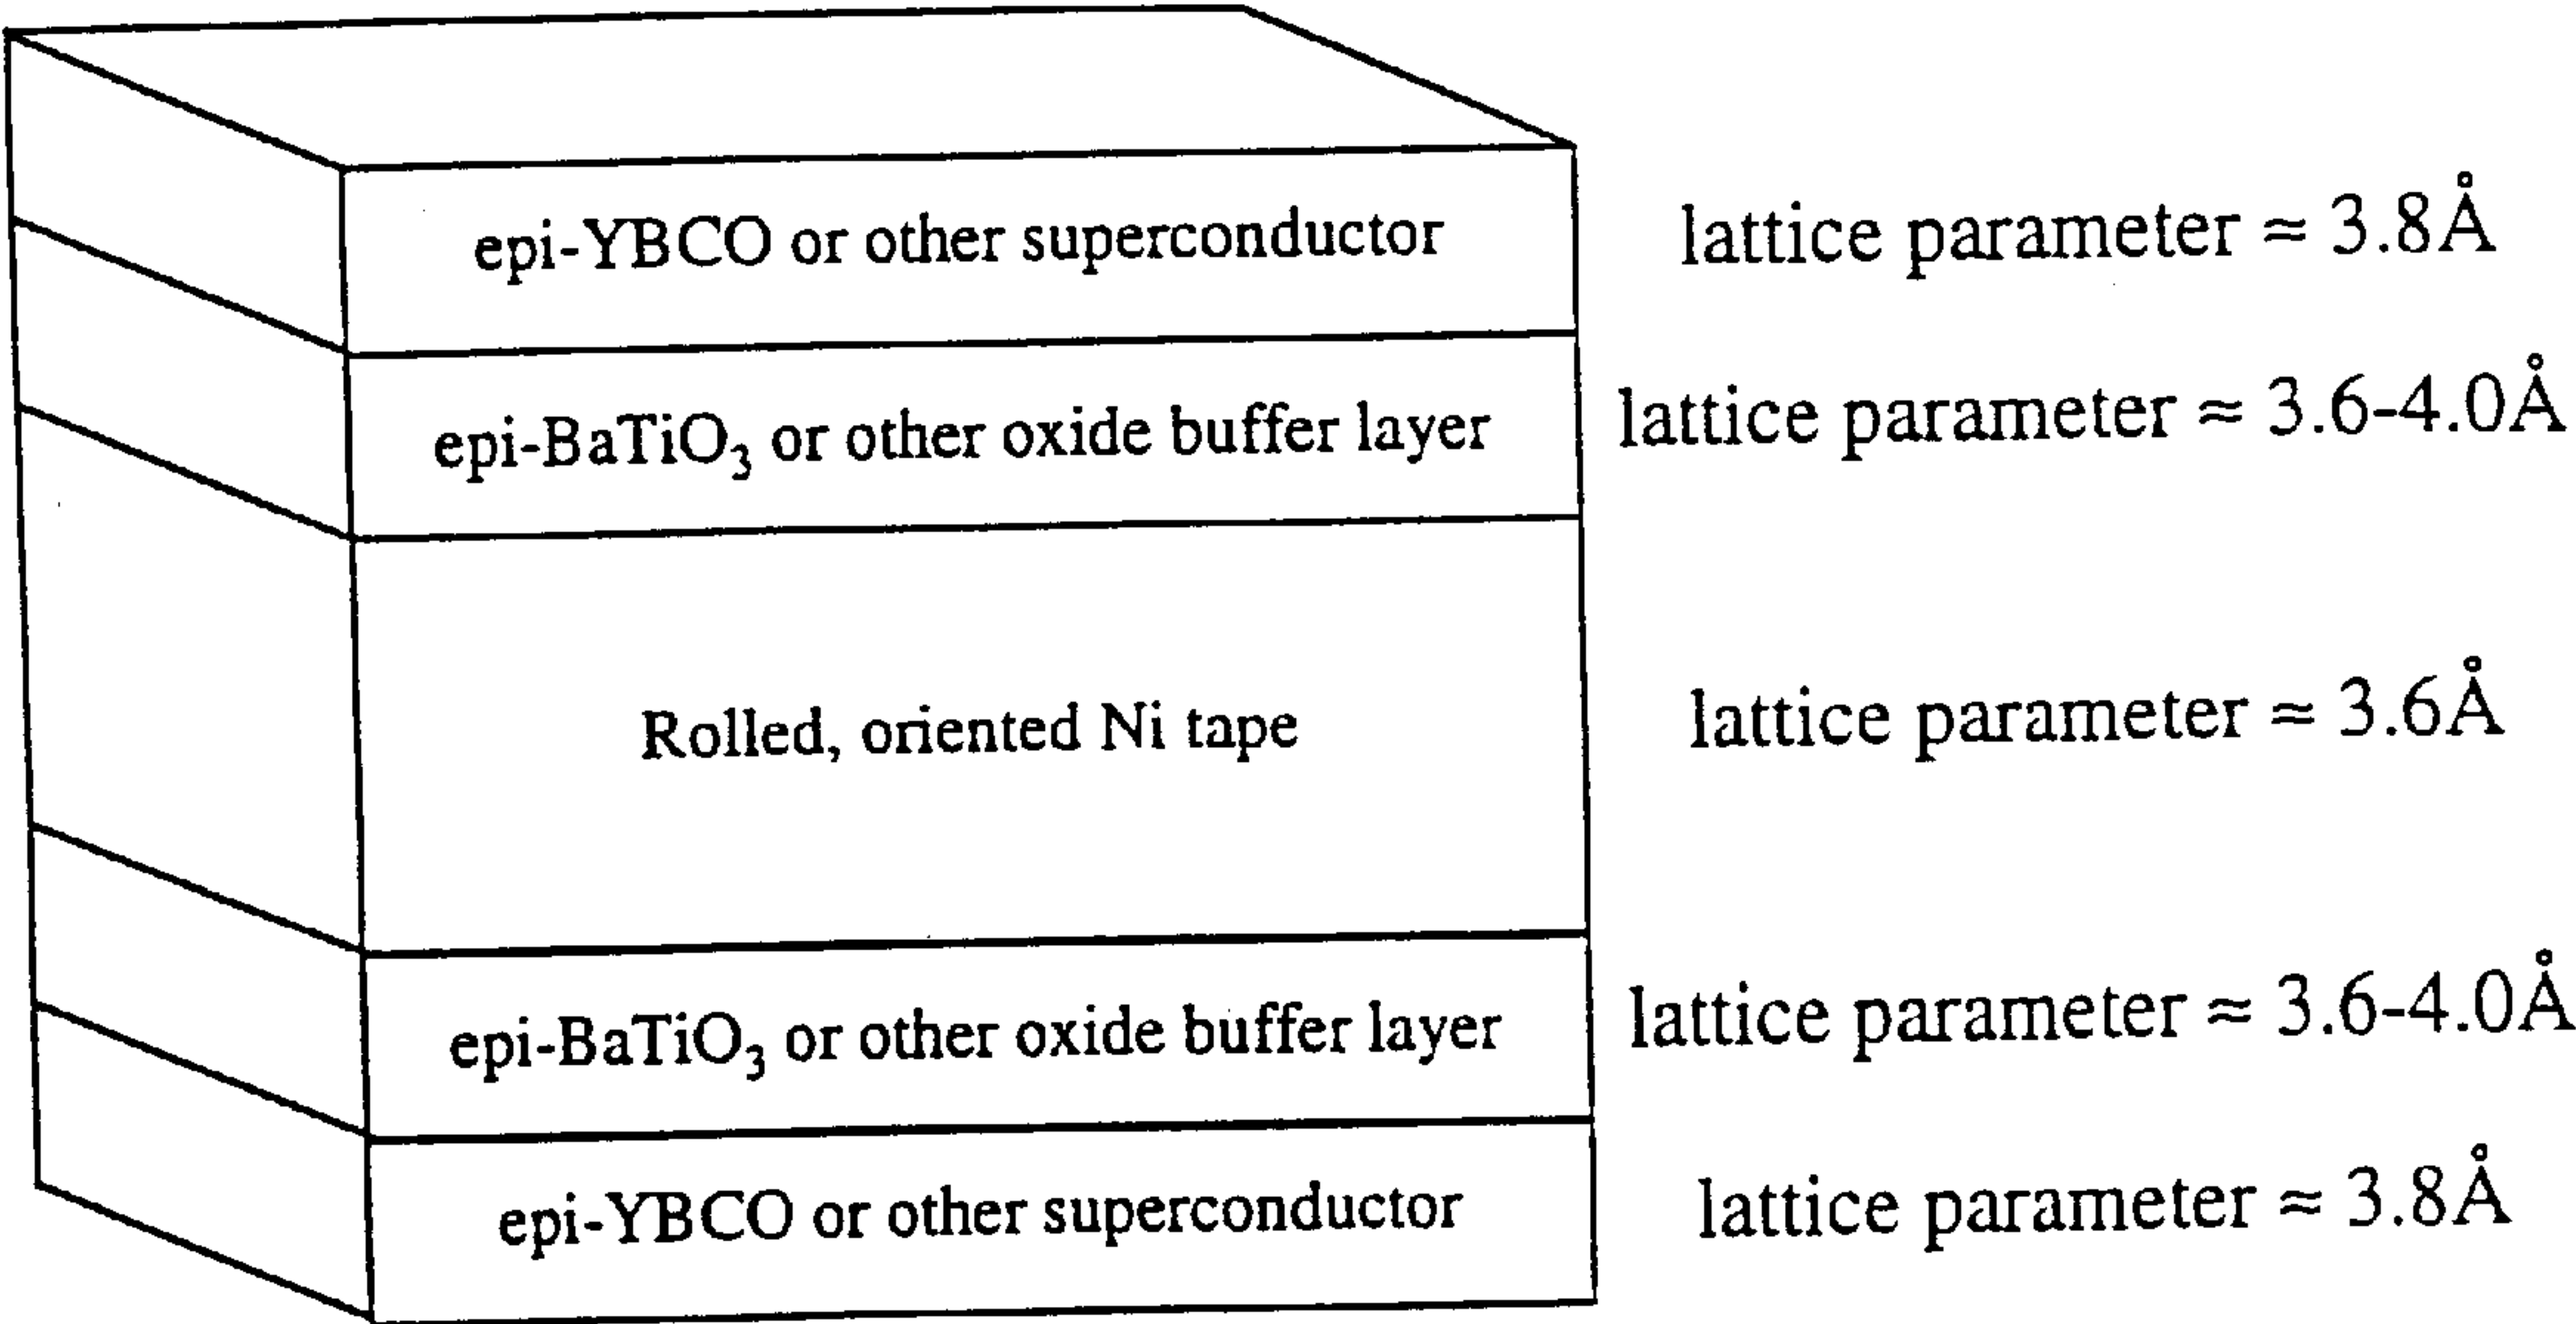 epi-YBCO or other superconductor lattice parameter ≈ 3.8Å
epi-BaTiO₃ or other oxide buffer layer lattice parameter ≈ 3.6-4.0Å
Rolled, oriented Ni tape lattice parameter ≈ 3.6Å
epi-BaTiO₃ or other oxide buffer layer lattice parameter ≈ 3.6-4.0Å
epi-YBCO or other superconductor lattice parameter ≈ 3.8Å